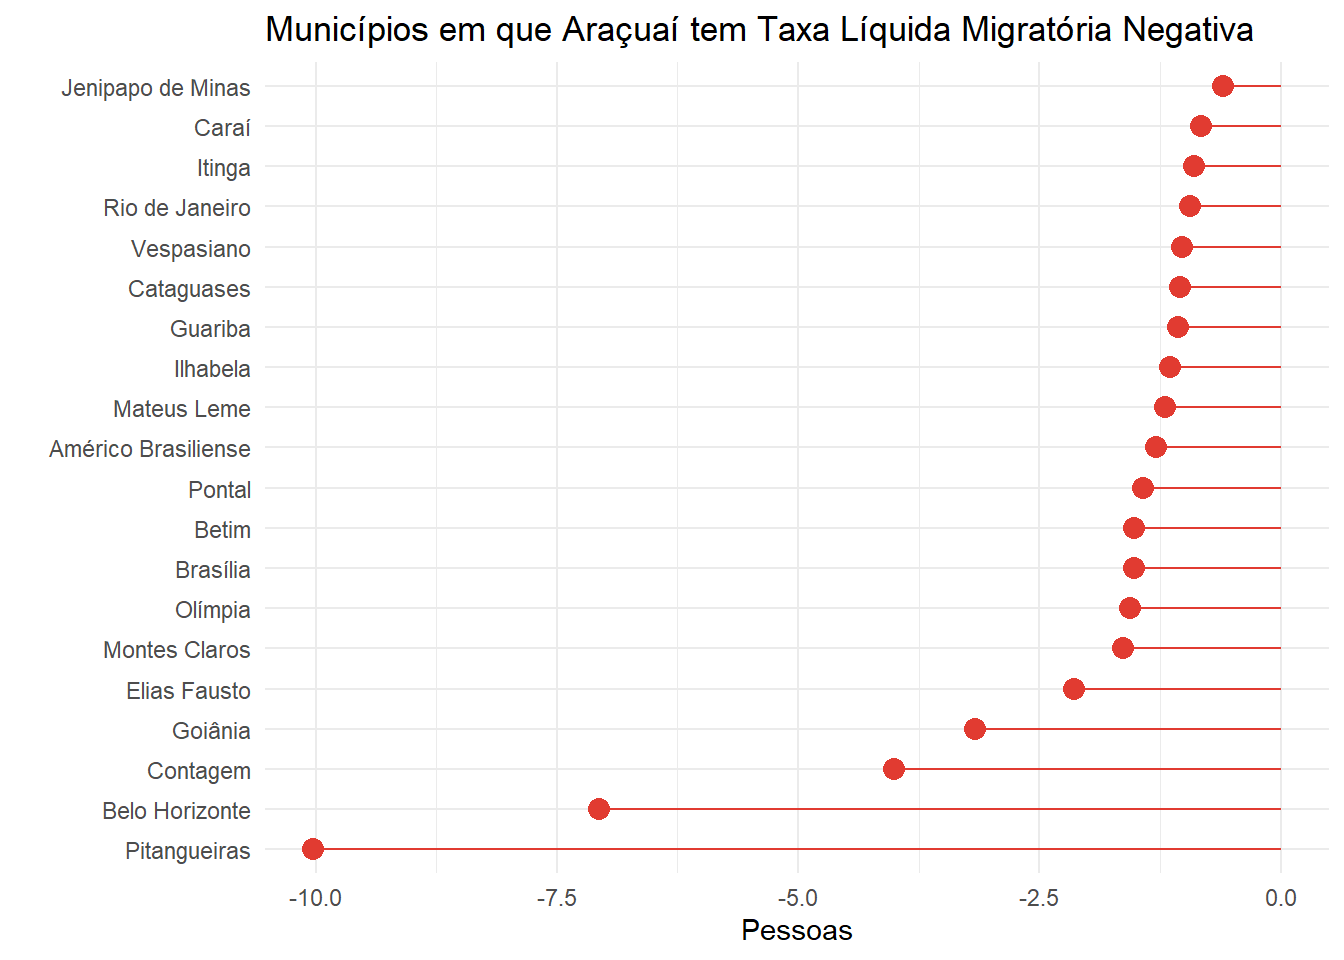 Municípios em que Araçuaí tem Taxa Líquida Migratória Negativa
Jenipapo de Minas
Caraí
Itinga
Rio de Janeiro
Vespasiano
Cataguases
Guariba
Ilhabela
Mateus Leme
Américo Brasiliense
Pontal
Betim
Brasília
Olímpia
Montes Claros
Elias Fausto
Goiânia
Contagem
Belo Horizonte
Pitangueiras
-10.0 -7.5 -5.0 -2.5 0.0
Pessoas